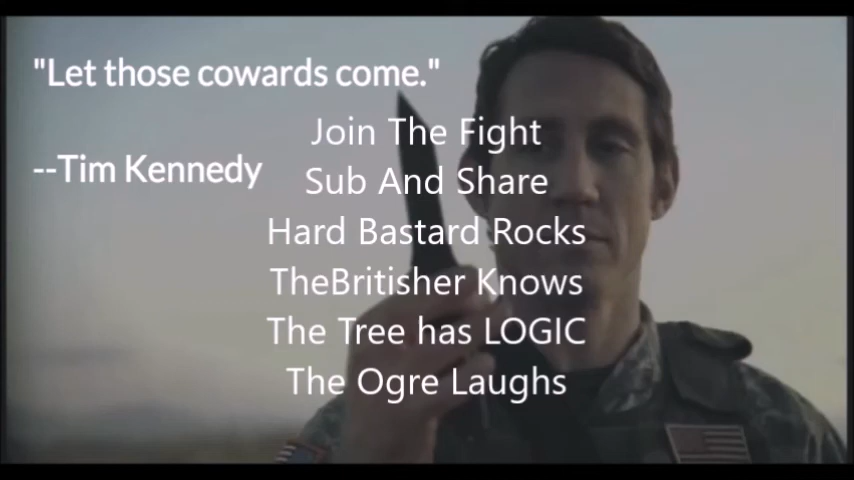 "Let those cowards come."
--Tim Kennedy
Join The Fight
Sub And Share
Hard Bastard Rocks
TheBritisher Knows
The Tree has LOGIC
The Ogre Laughs